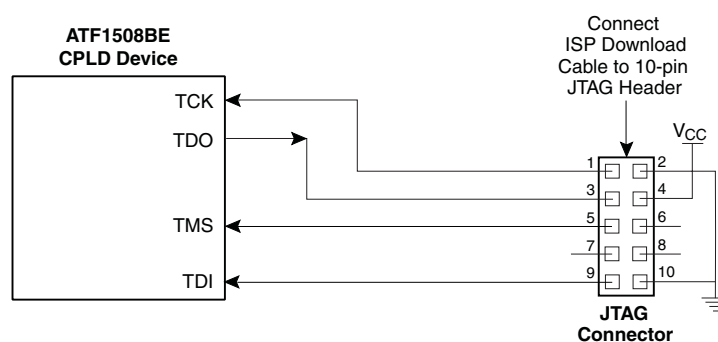 ATF1508BE
CPLD Device
Connect
ISP Download
Cable to 10-pin
JTAG Header
TCK
TDO
TMS
TDI
VCC
1
2
3
4
5
6
7
8
9
10
JTAG
Connector